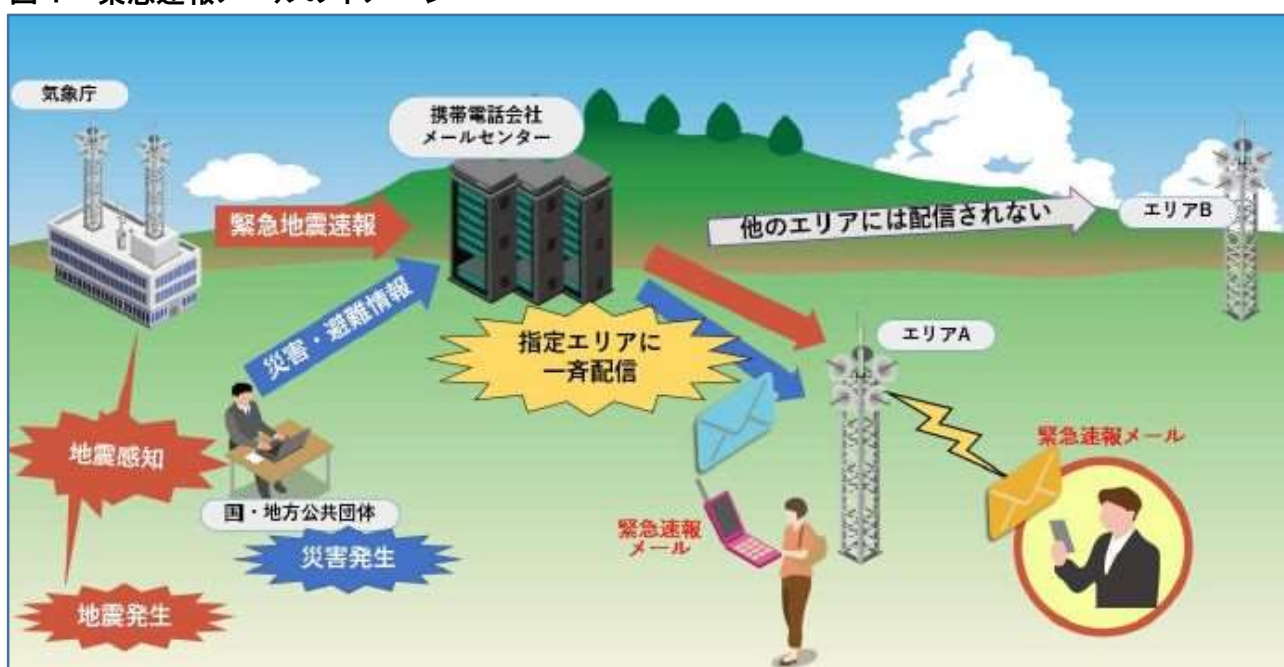 気象庁
携帯電話会社
メールセンター
緊急地震速報
他のエリアには配信されない
エリアB
災害・避難情報
指定エリアに
一斉配信
エリアA
地震感知
緊急速報メール
国・地方公共団体
緊急速報
メール
災害発生
地震発生